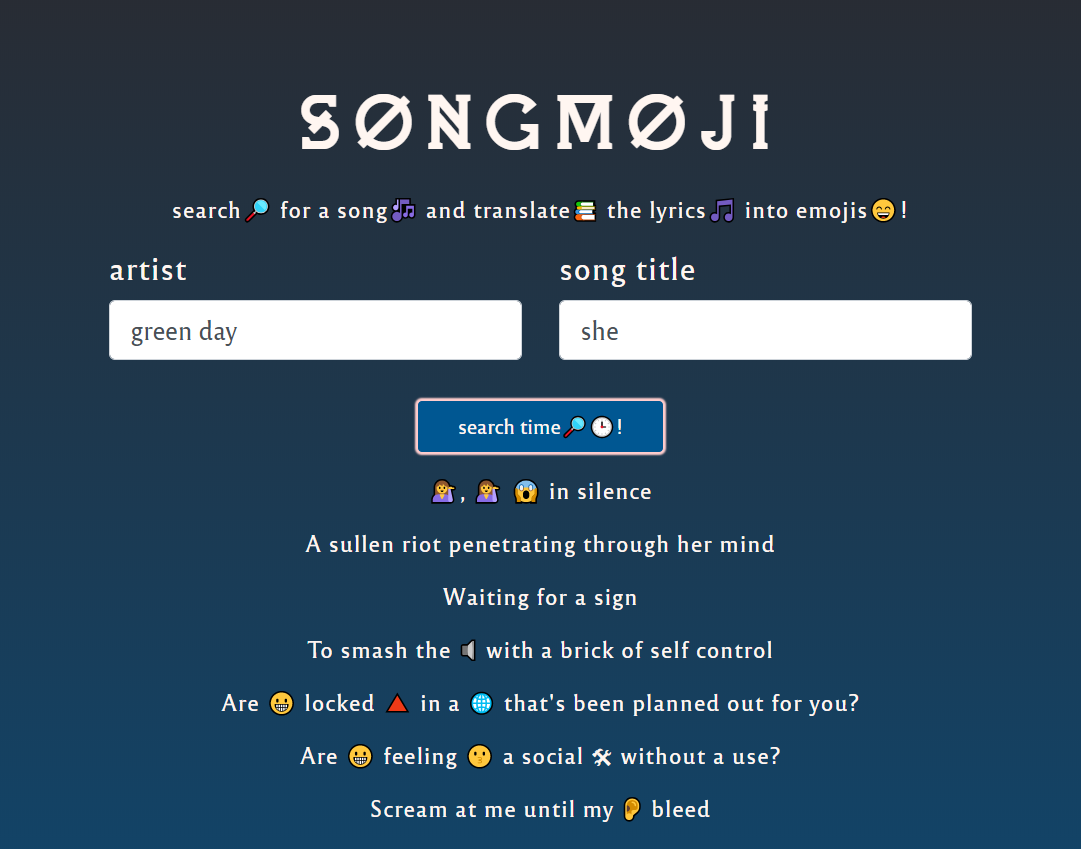 SØNGMØJI
search🔎 for a song🎶 and translate📚 the lyrics🎵 into emojis😄!
artist
song title
green day
she
search time🔎🕒!
💁‍♀️, 💁‍♀️ 😱 in silence
A sullen riot penetrating through her mind
Waiting for a sign
To smash the 🔈 with a brick of self control
Are 😀 locked 🔺 in a 🌐 that's been planned out for you?
Are 😀 feeling 😗 a social 🛠 without a use?
Scream at me until my 👂 bleed